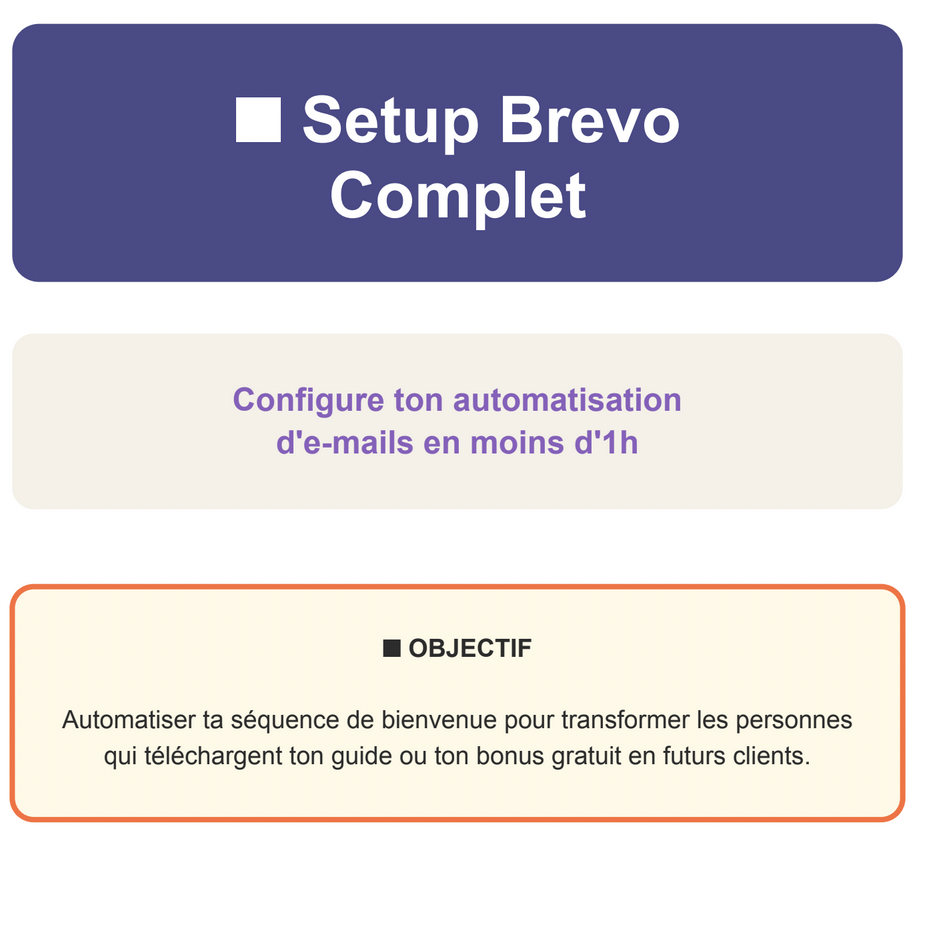 ■ Setup Brevo
Complet
Configure ton automatisation
d'e-mails en moins d'1h
■ OBJECTIF
Automatiser ta séquence de bienvenue pour transformer les personnes
qui téléchargent ton guide ou ton bonus gratuit en futurs clients.